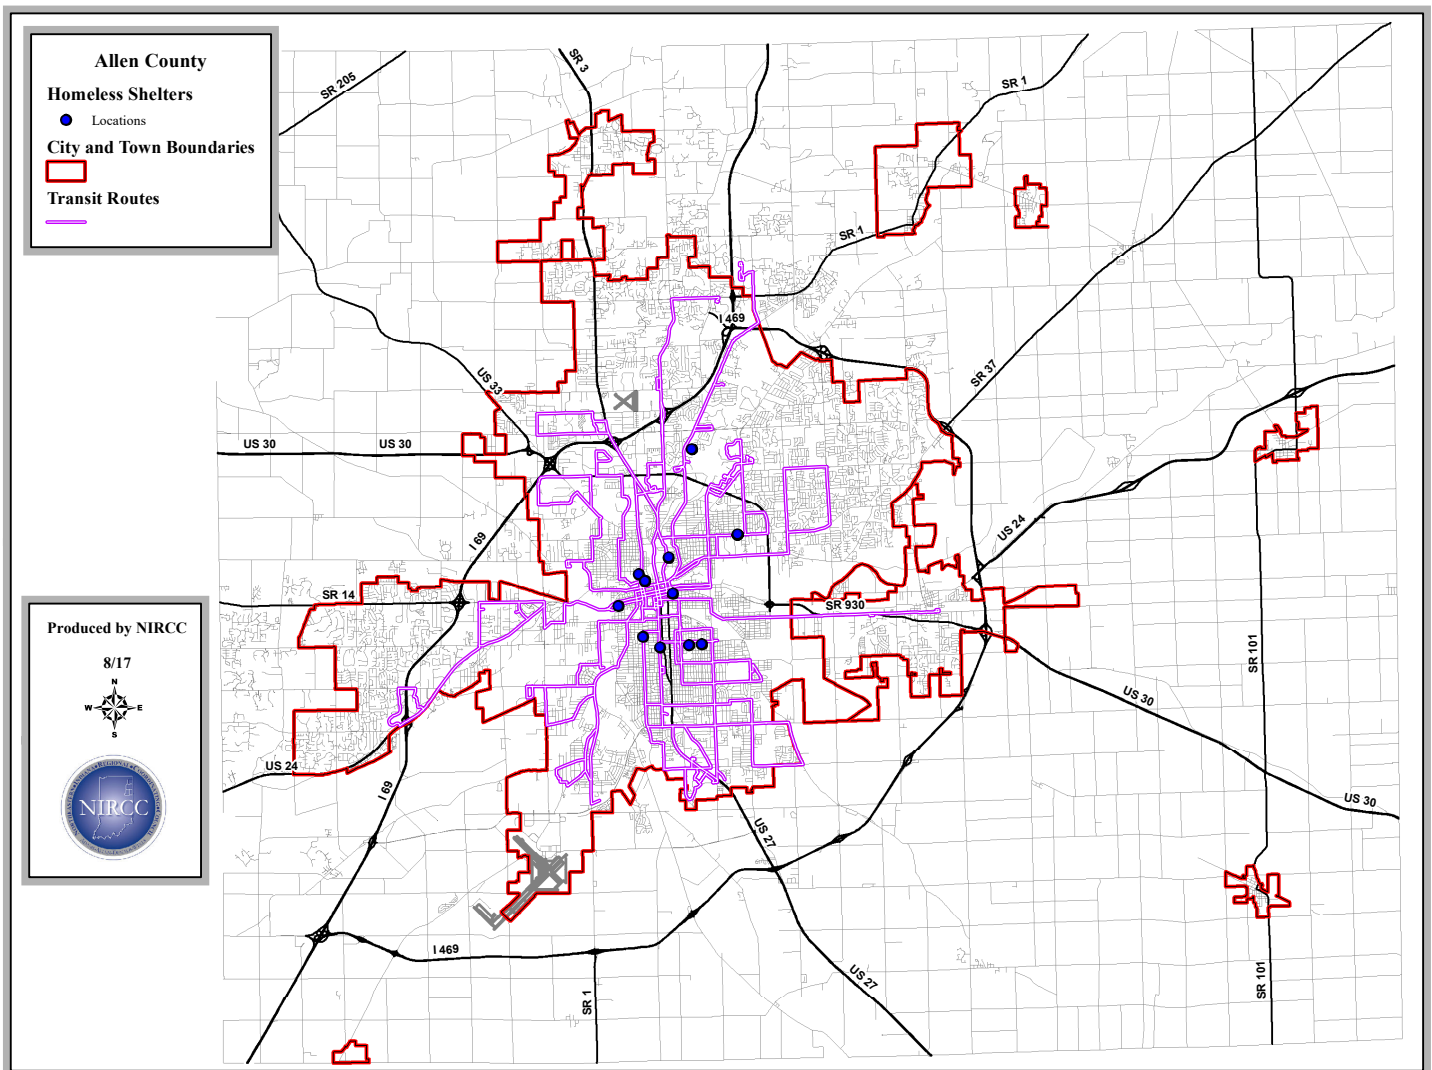 Allen County
Homeless Shelters
Locations
City and Town Boundaries
Transit Routes
SR 205
SR 3
SR 1
SR 1
I 469
US 33
SR 37
US 30
US 30
I 69
US 24
SR 14
SR 930
SR 101
US 30
US 24
I 69
US 30
US 27
I 469
US 27
SR 1
SR 101
Produced by NIRCC
8/17
N
W E
S
NIRCC